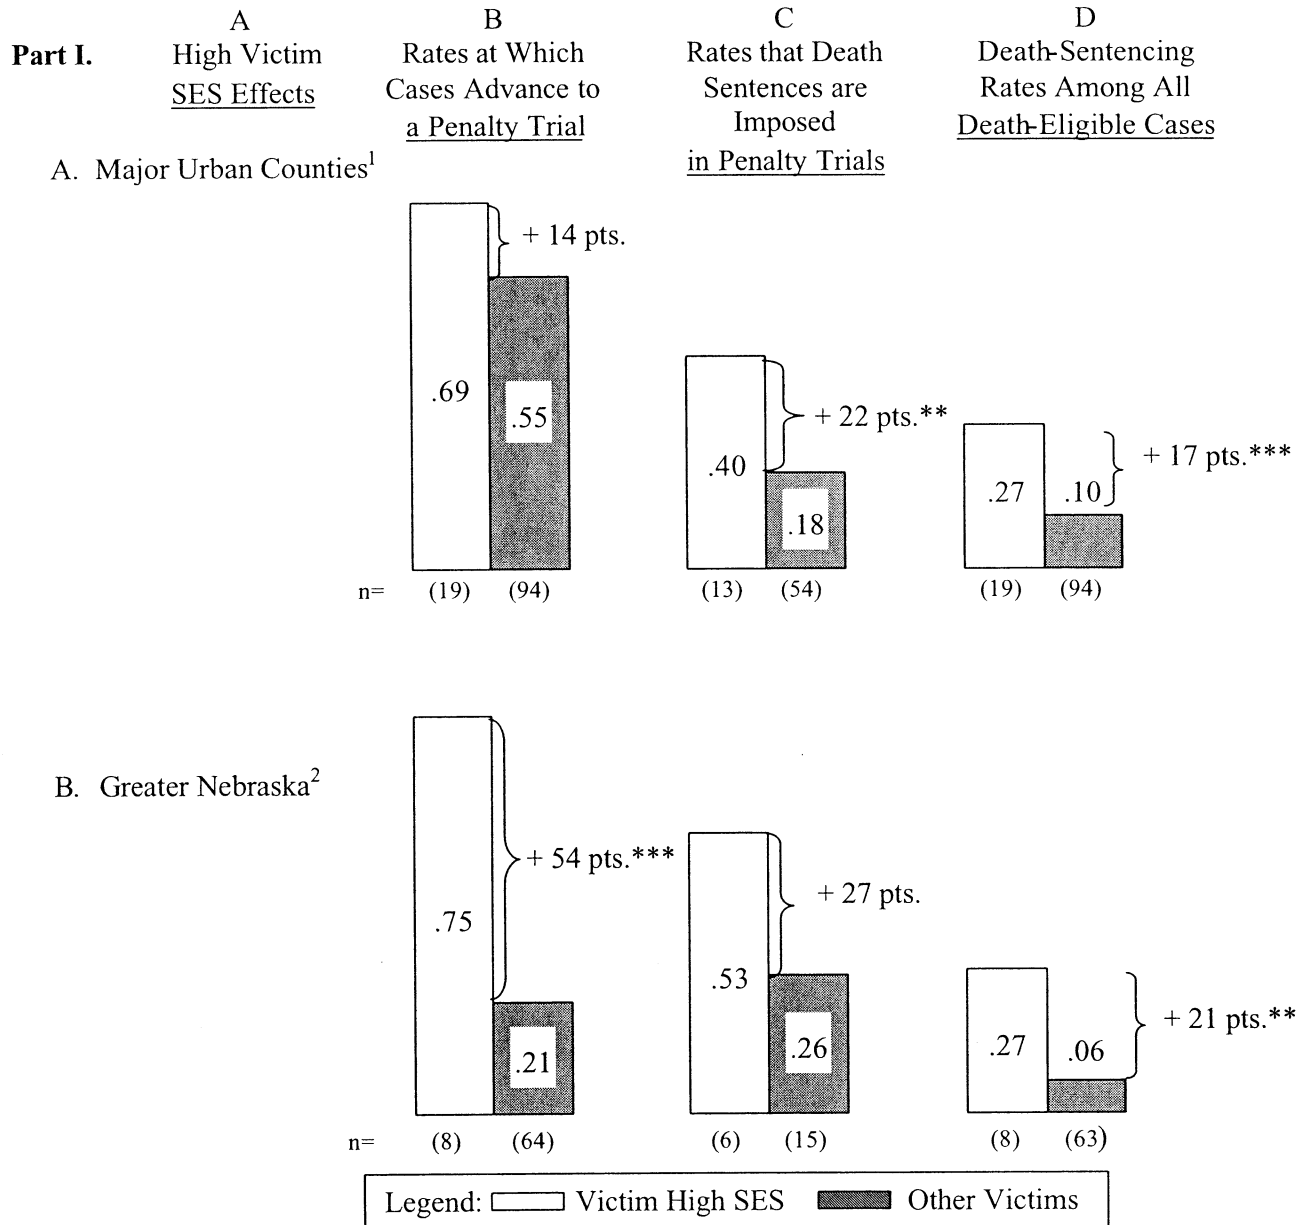 A B C D
Part I. High Victim Rates at Which Rates that Death Death-Sentencing
SES Effects Cases Advance to Sentences are Rates Among All
a Penalty Trial Imposed Death-Eligible Cases
in Penalty Trials
A. Major Urban Counties1
+ 14 pts.
.69 .55
+ 22 pts.**
.40 .18
+ 17 pts.***
.27 .10
n= (19) (94) (13) (54) (19) (94)
B. Greater Nebraska2
+ 54 pts.***
.75 .21
+ 27 pts.
.53 .26
+ 21 pts.**
.27 .06
n= (8) (64) (6) (15) (8) (63)
Legend: Victim High SES Other Victims